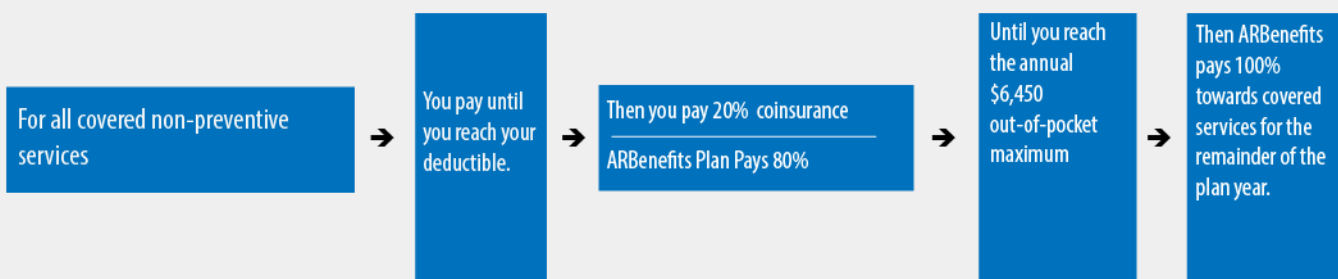 For all covered non-preventive
services
➔
You pay until
you reach your
deductible.
➔
Then you pay 20% coinsurance
ARBenefits Plan Pays 80%
➔
Until you reach
the annual
$6,450
out-of-pocket
maximum
➔
Then ARBenefits
pays 100%
towards covered
services for the
remainder of the
plan year.